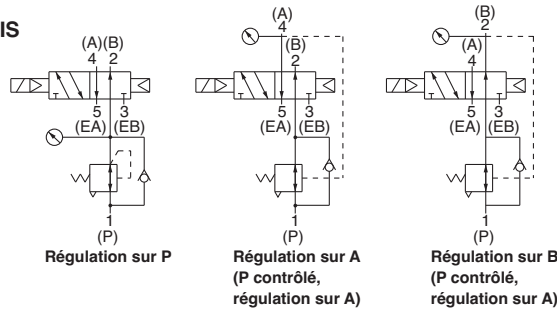 IS
(A) (B)
4 2
5 3
(EA) (EB)
1
(P)
Régulation sur P
(A)
4
(B)
2
5 3
(EA) (EB)
1
(P)
Régulation sur A
(P contrôlé,
régulation sur A)
(B)
2
(A)
4
5 3
(EA) (EB)
1
(P)
Régulation sur B
(P contrôlé,
régulation sur A)